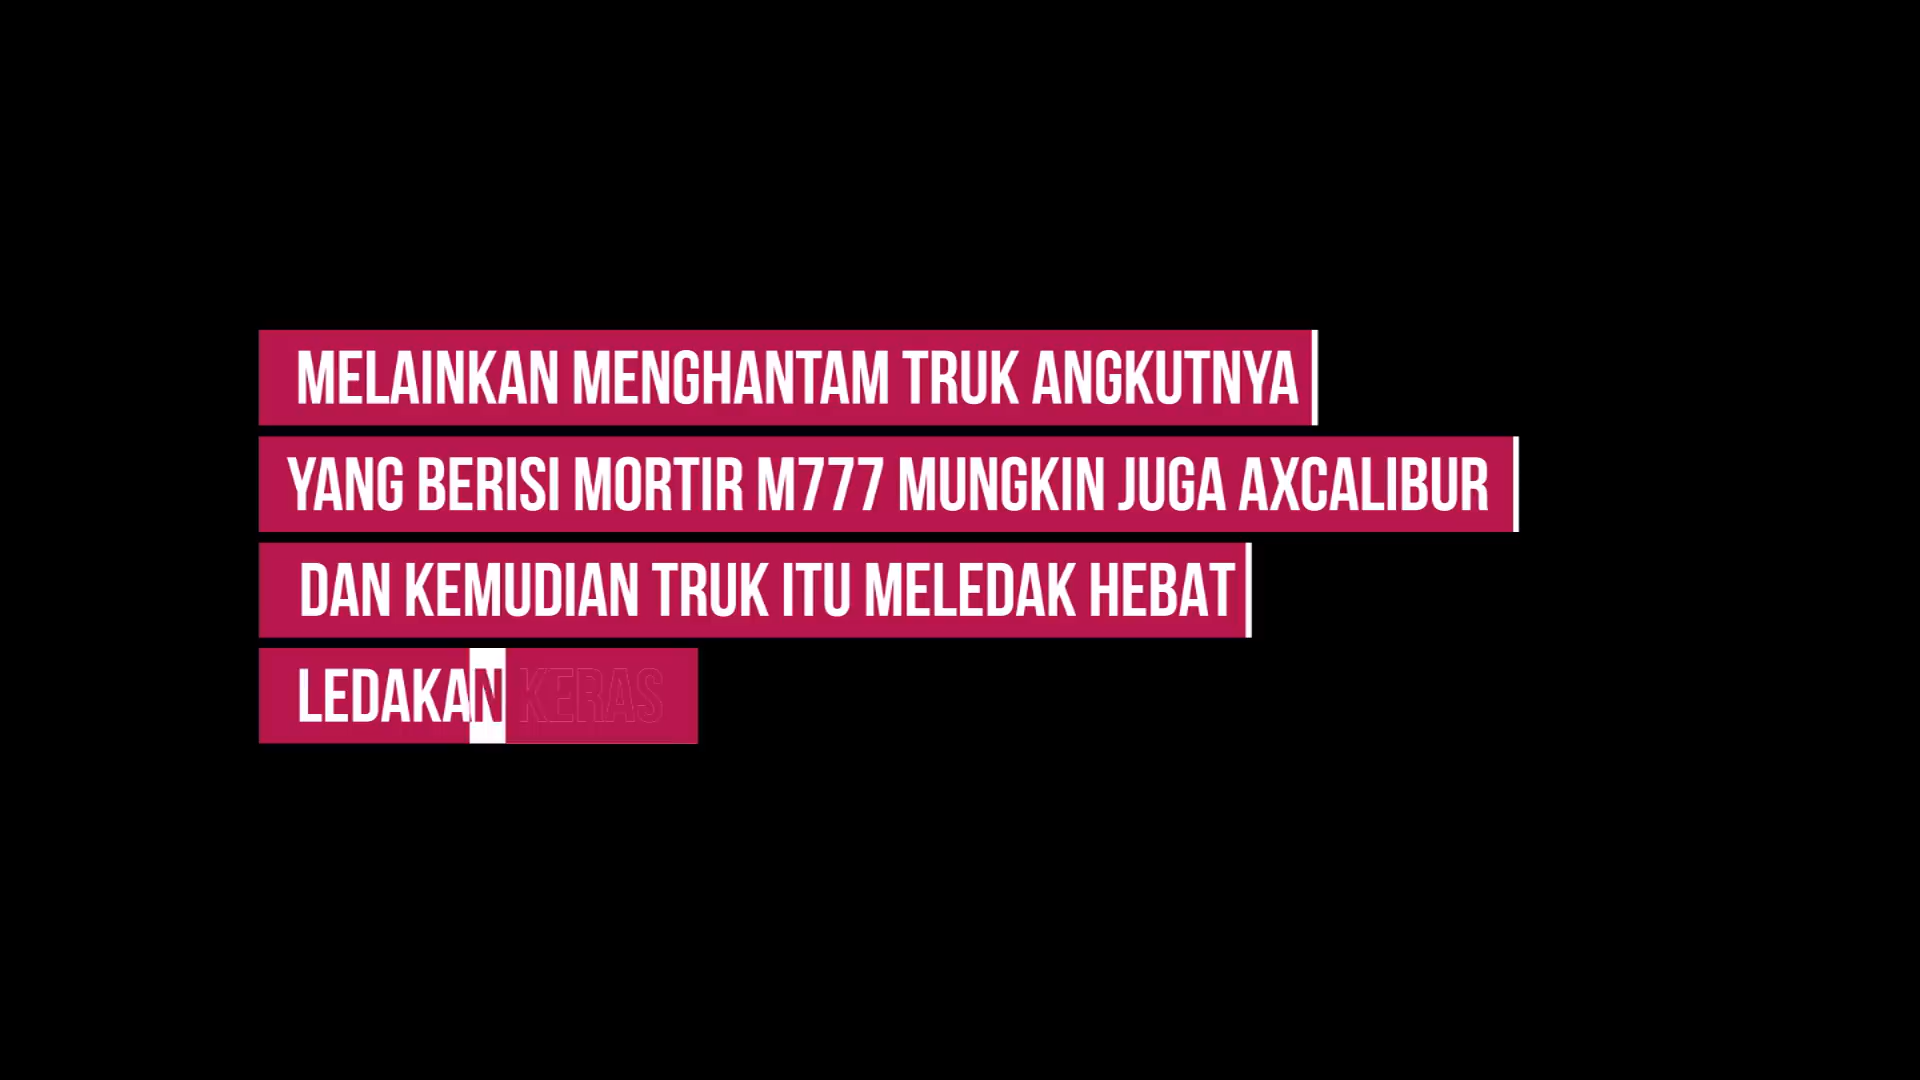 MELAINKAN MENGHANTAM TRUK ANGKUTNYA
YANG BERISI MORTIR M777 MUNGKIN JUGA AXCALIBUR
DAN KEMUDIAN TRUK ITU MELEDAK HEBAT
LEDAKAN KERAS